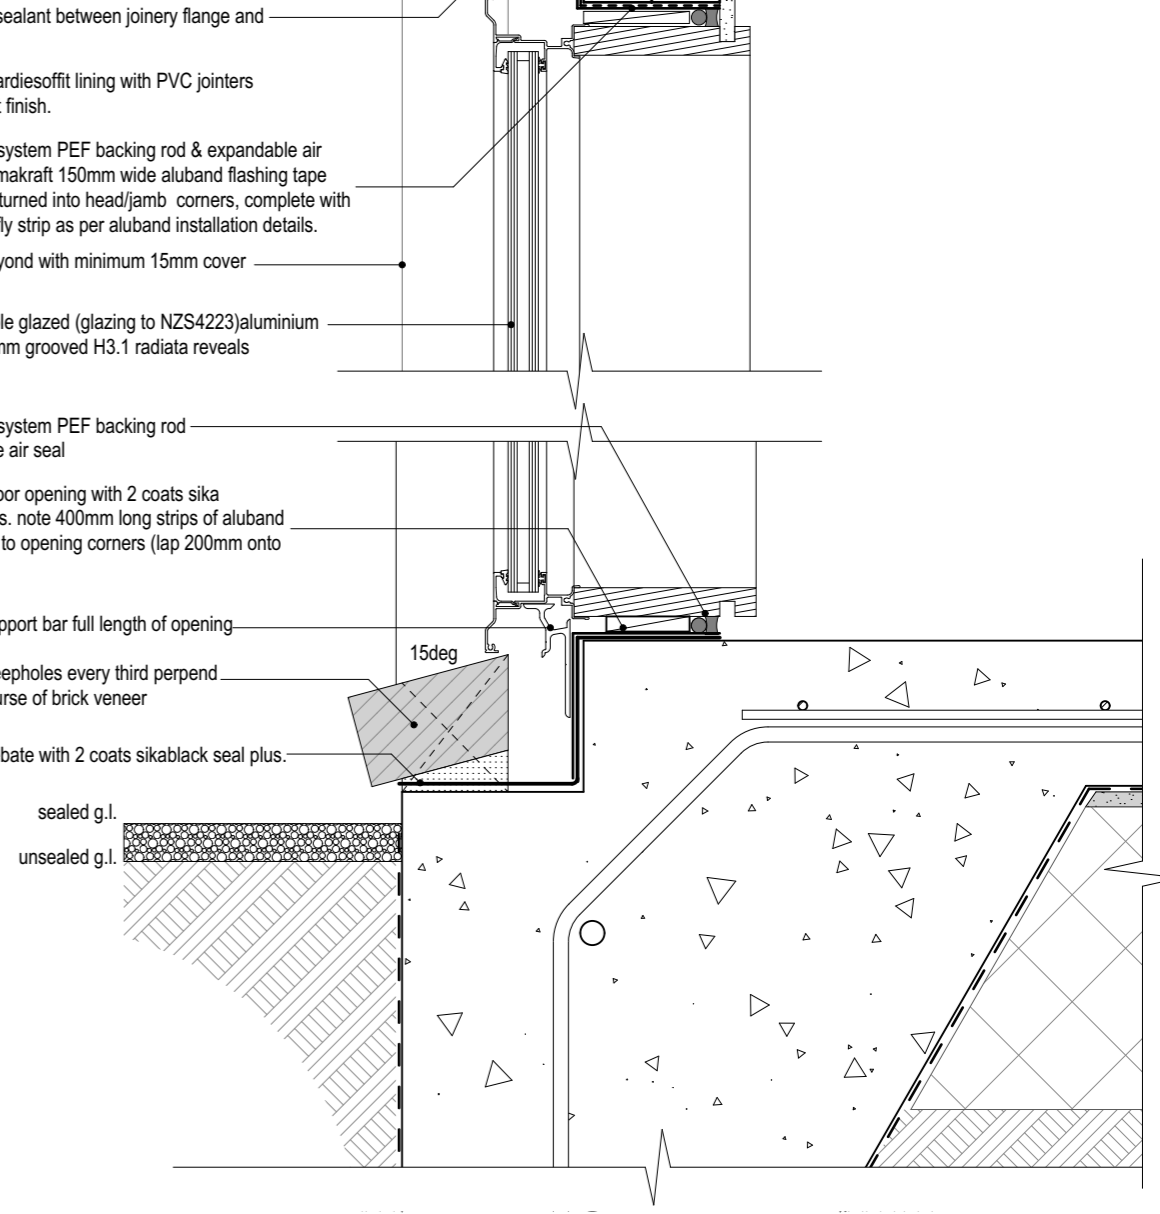 sealant between joinery flange and
ardiesoffit lining with PVC jointers
finish.
system PEF backing rod & expandable air
makraft 150mm wide aluband flashing tape
turned into head/jamb corners, complete with
fly strip as per aluband installation details.
yond with minimum 15mm cover
le glazed (glazing to NZS4223)aluminium
mm grooved H3.1 radiata reveals
system PEF backing rod
e air seal
oor opening with 2 coats sika
s. note 400mm long strips of aluband
to opening corners (lap 200mm onto
pport bar full length of opening
15deg
eepholes every third perpend
urse of brick veneer
bate with 2 coats sikablack seal plus.
sealed g.l.
unsealed g.l.